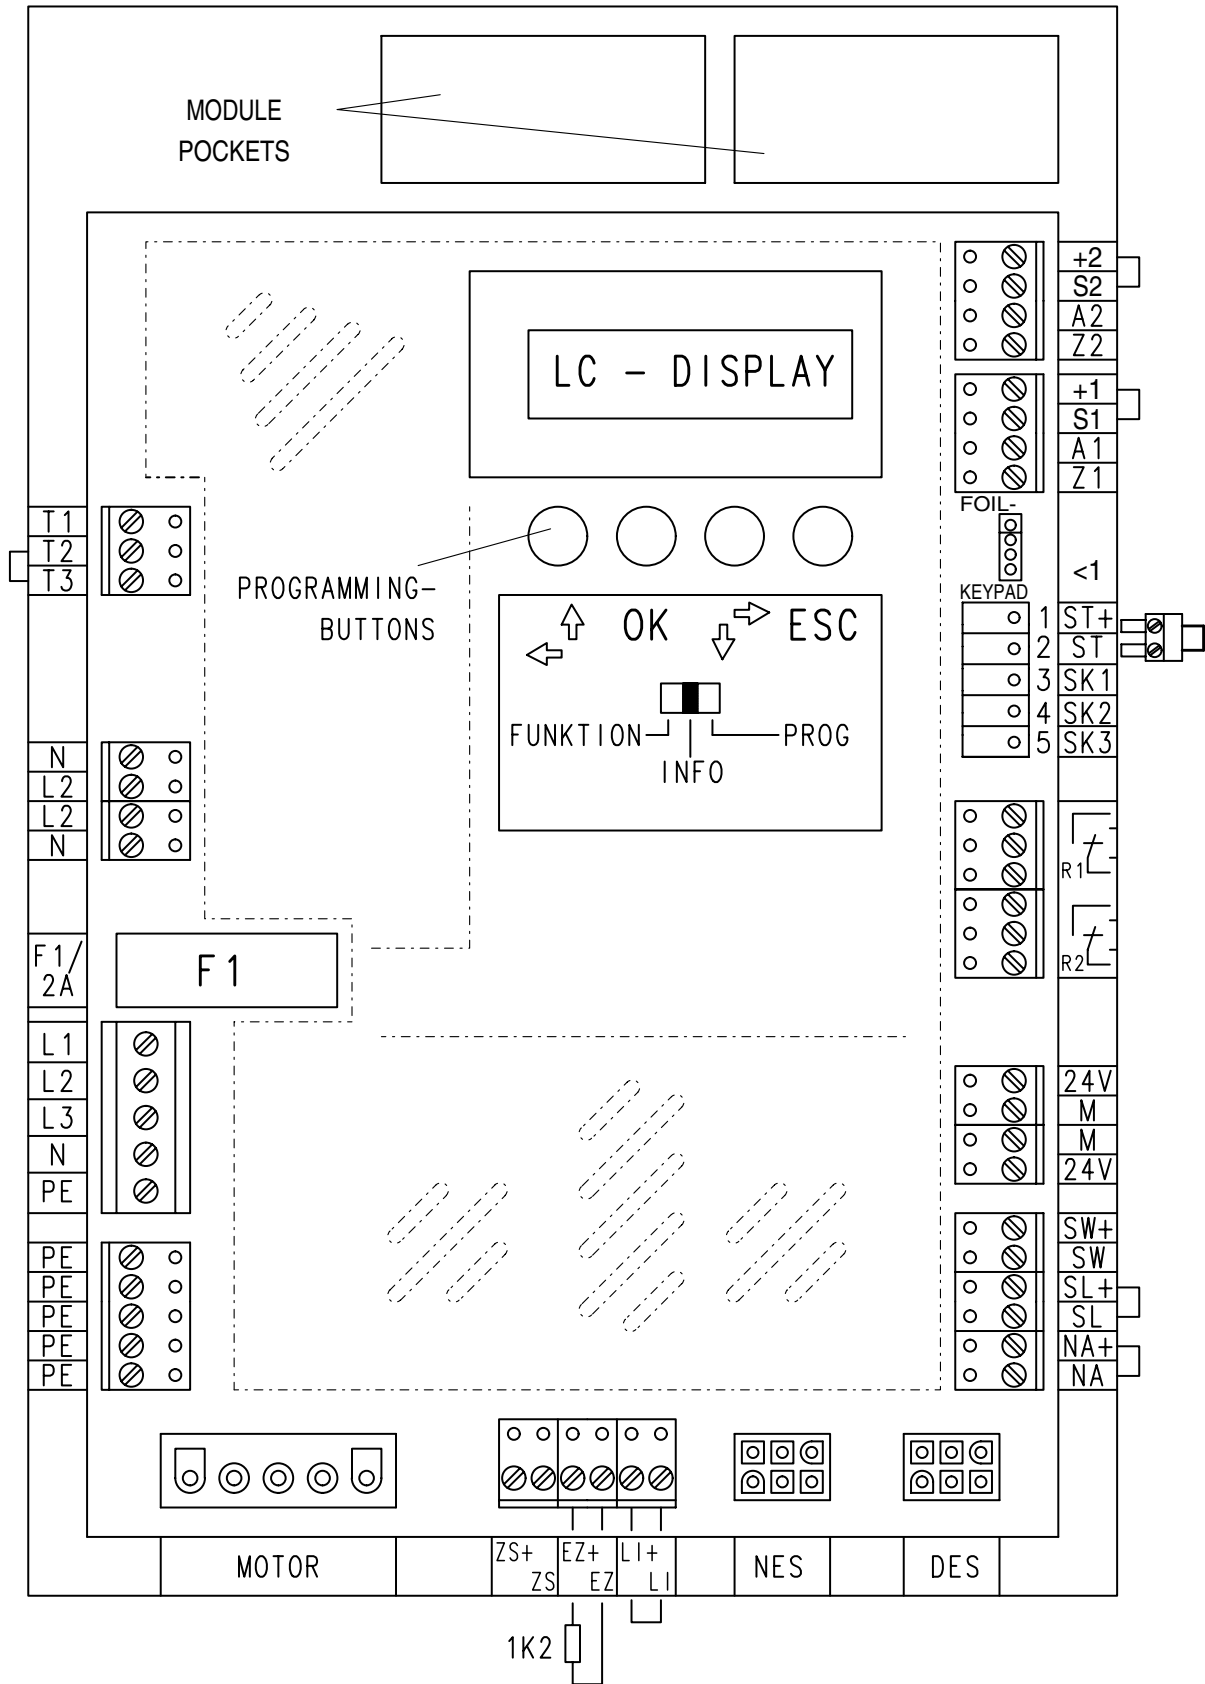 MODULE
POCKETS
+2
S2
A2
Z2
LC - DISPLAY
+1
S1
A1
Z1
FOIL-
<1
KEYPAD
T1
T2
T3
PROGRAMMING-
BUTTONS
OK
ESC
FUNKTION
PROG
INFO
1 ST+
2 ST
3 SK1
4 SK2
5 SK3
N
L2
L2
N
R1
R2
F1/
2A
F1
L1
L2
L3
N
PE
24V
M
M
24V
PE
PE
PE
PE
PE
SW+
SW
SL+
SL
NA+
NA
MOTOR
ZS+
ZS
EZ+
EZ
LI+
LI
NES
DES
1K2